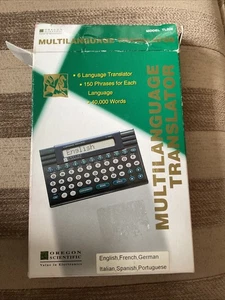 MULTILANGUAGE
• 6 Language Translator
• 150 Phrases for Each
Language
• 40,000 Words
English
MULTILANGUAGE
TRANSLATOR
OREGON
SCIENTIFIC
English,French,German
Italian,Spanish,Portuguese